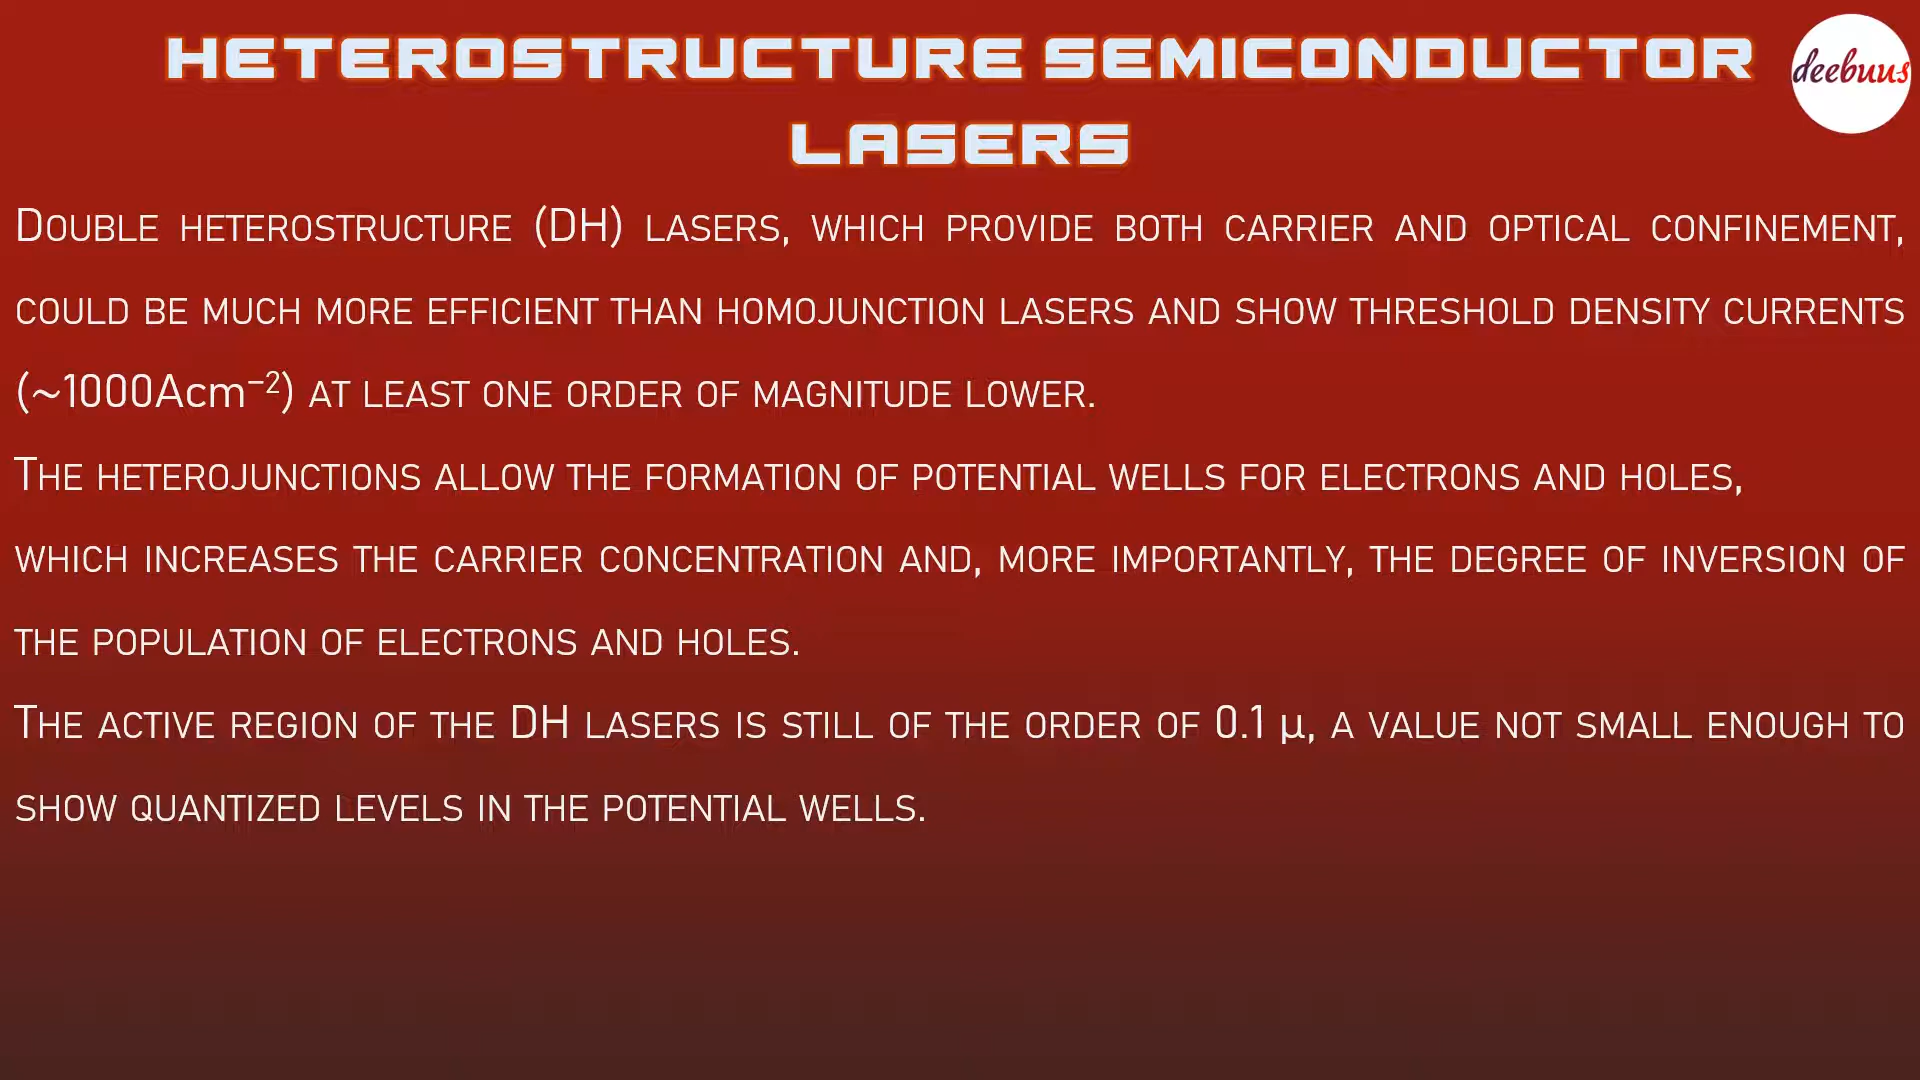 HETEROSTRUCTURE SEMICONDUCTOR
LASERS
deebuus
DOUBLE HETEROSTRUCTURE (DH) LASERS, WHICH PROVIDE BOTH CARRIER AND OPTICAL CONFINEMENT,
COULD BE MUCH MORE EFFICIENT THAN HOMOJUNCTION LASERS AND SHOW THRESHOLD DENSITY CURRENTS
(~1000Acm⁻²) AT LEAST ONE ORDER OF MAGNITUDE LOWER.
THE HETEROJUNCTIONS ALLOW THE FORMATION OF POTENTIAL WELLS FOR ELECTRONS AND HOLES,
WHICH INCREASES THE CARRIER CONCENTRATION AND, MORE IMPORTANTLY, THE DEGREE OF INVERSION OF
THE POPULATION OF ELECTRONS AND HOLES.
THE ACTIVE REGION OF THE DH LASERS IS STILL OF THE ORDER OF 0.1 μ, A VALUE NOT SMALL ENOUGH TO
SHOW QUANTIZED LEVELS IN THE POTENTIAL WELLS.